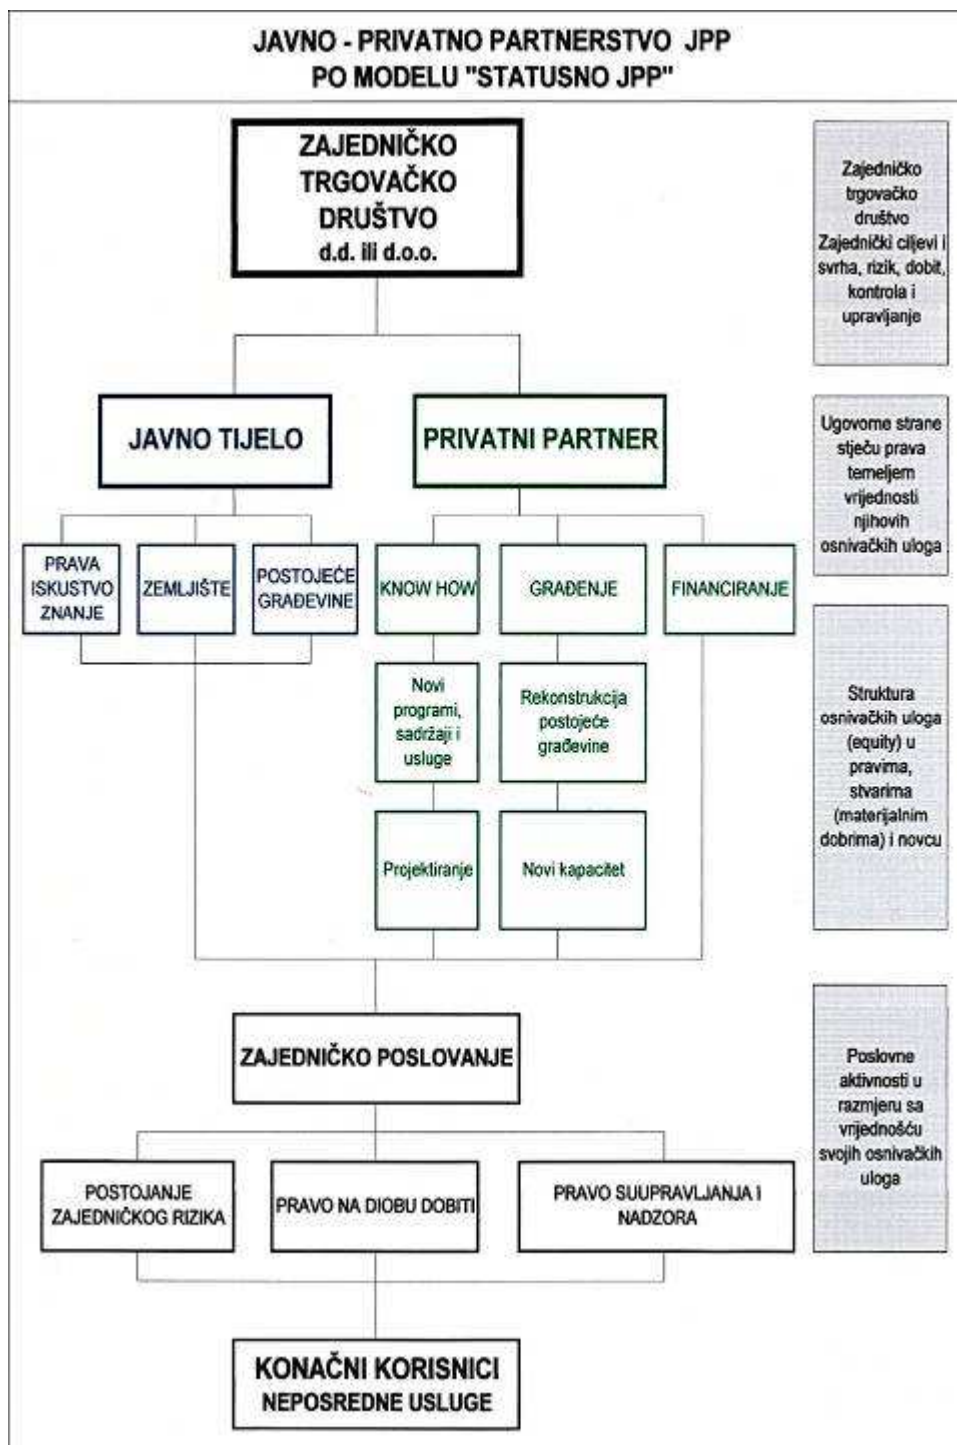 JAVNO - PRIVATNO PARTNERSTVO JPP
PO MODELU "STATUSNO JPP"
ZAJEDNIČKO
TRGOVAČKO
DRUŠTVO
d.d. ili d.o.o.
Zajedničko
trgovačko
društvo
Zajednički ciljevi i
svrha, rizik, dobit,
kontrola i
upravljanje
JAVNO TIJELO
PRIVATNI PARTNER
Ugovorne strane
stječu prava
temeljem
vrijednosti
njihovih
osnivačkih uloga
PRAVA
ISKUSTVO
ZNANJE
ZEMLJIŠTE
POSTOJEĆE
GRAĐEVINE
KNOW HOW
GRAĐENJE
FINANCIRANJE
Novi
programi,
sadržaji i
usluge
Rekonstrukcija
postojeće
građevine
Struktura
osnivačkih uloga
(equity) u
pravima,
stvarima
(materijalnim
dobrima) i novcu
Projektiranje
Novi kapacitet
ZAJEDNIČKO POSLOVANJE
Poslovne
aktivnosti u
razmjeru sa
vrijednošću
svojih osnivačkih
uloga
POSTOJANJE
ZAJEDNIČKOG RIZIKA
PRAVO NA DIOBU DOBITI
PRAVO SUUPRAVLJANJA I
NADZORA
KONAČNI KORISNICI
NEPOSREDNE USLUGE